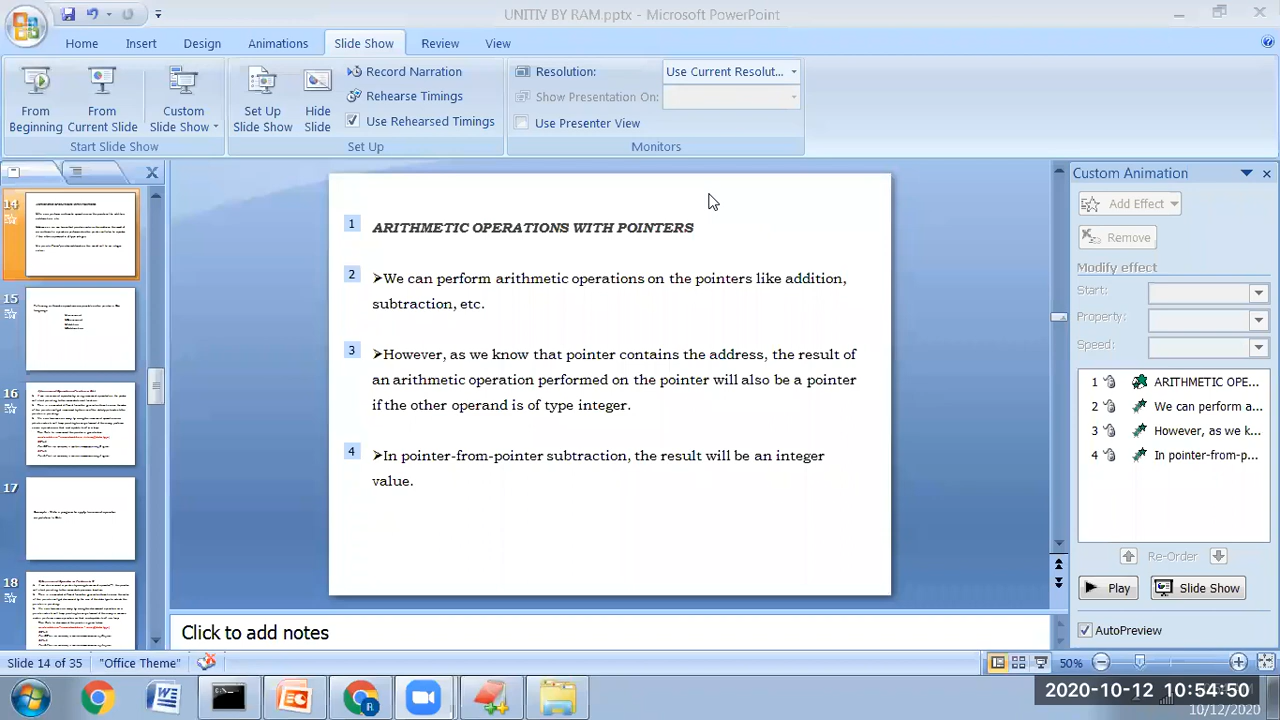 UNITIV BY RAM.pptx - Microsoft PowerPoint
Home Insert Design Animations Slide Show Review View
From Beginning
From Current Slide
Custom Slide Show
Start Slide Show
Set Up Slide Show
Hide Slide
Record Narration
Rehearse Timings
Use Rehearsed Timings
Set Up
Resolution: Use Current Resolut...
Show Presentation On:
Use Presenter View
Monitors
14
15
16
17
18
1 ARITHMETIC OPERATIONS WITH POINTERS
2 ➢We can perform arithmetic operations on the pointers like addition,
subtraction, etc.
3 ➢However, as we know that pointer contains the address, the result of
an arithmetic operation performed on the pointer will also be a pointer
if the other operand is of type integer.
4 ➢In pointer-from-pointer subtraction, the result will be an integer
value.
Click to add notes
Custom Animation
Add Effect
Remove
Modify effect
Start:
Property:
Speed:
1 ARITHMETIC OPE...
2 We can perform a...
3 However, as we k...
4 In pointer-from-p...
Re-Order
Play Slide Show
AutoPreview
Slide 14 of 35 "Office Theme" 50%
2020-10-12 10:54:50
10/12/2020